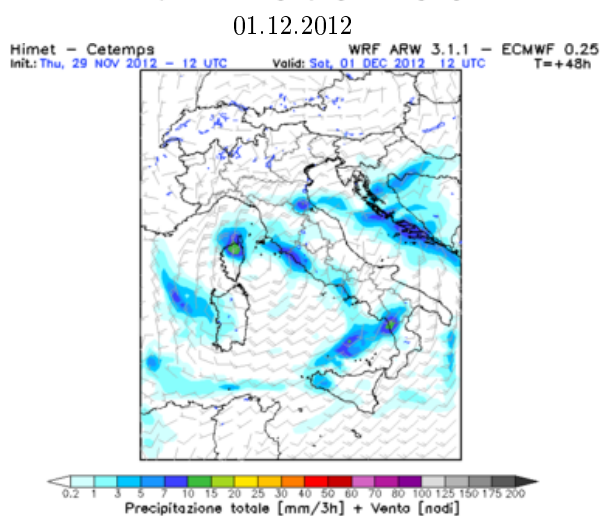 01.12.2012
Himet - Cetemps WRF ARW 3.1.1 - ECMWF 0.25
Init.: Thu, 29 NOV 2012 - 12 UTC Valid: Sat, 01 DEC 2012 12 UTC T=+48h
0.2 1 3 5 7 10 15 20 25 30 40 50 60 70 80 100 125 150 175 200
Precipitazione totale [mm/3h] + Vento [nodi]